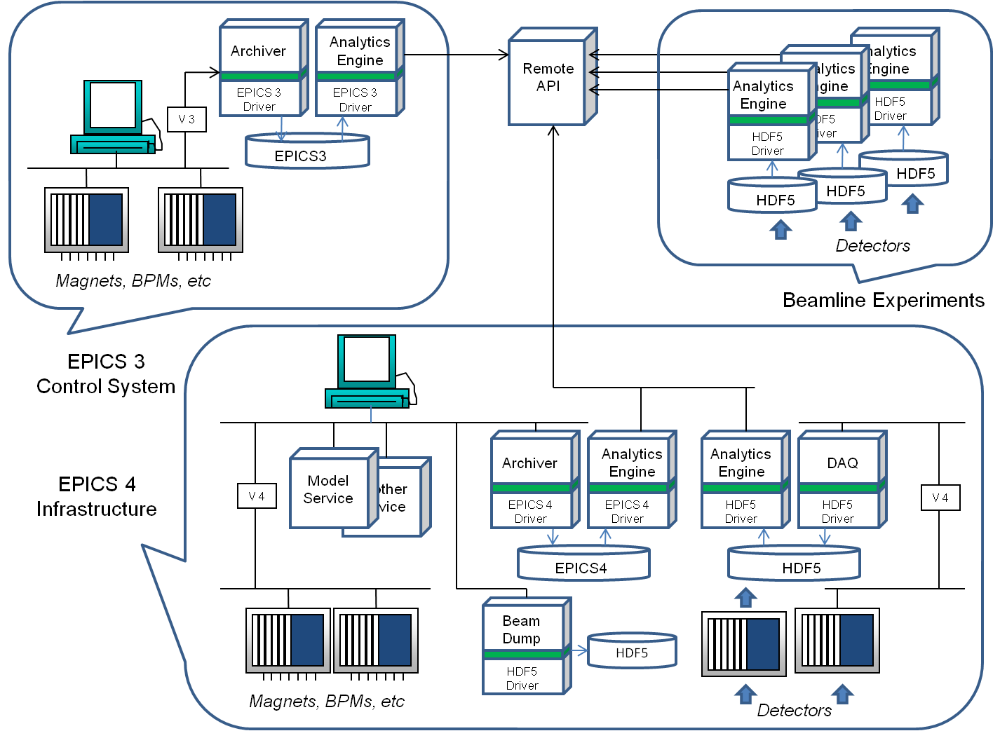 Archiver
EPICS 3
Driver
Analytics
Engine
EPICS 3
Driver
V 3
EPICS3
Magnets, BPMs, etc
EPICS 3
Control System
Remote
API
Analytics
Engine
HDF5
Driver
HDF5
HDF5
Driver
HDF5
HDF5
Detectors
Beamline Experiments
EPICS 4
Infrastructure
V 4
Model
Service
Archiver
EPICS 4
Driver
Analytics
Engine
EPICS 4
Driver
EPICS4
Analytics
Engine
HDF5
Driver
DAQ
HDF5
Driver
HDF5
V 4
Beam
Dump
HDF5
Driver
HDF5
Magnets, BPMs, etc
Detectors